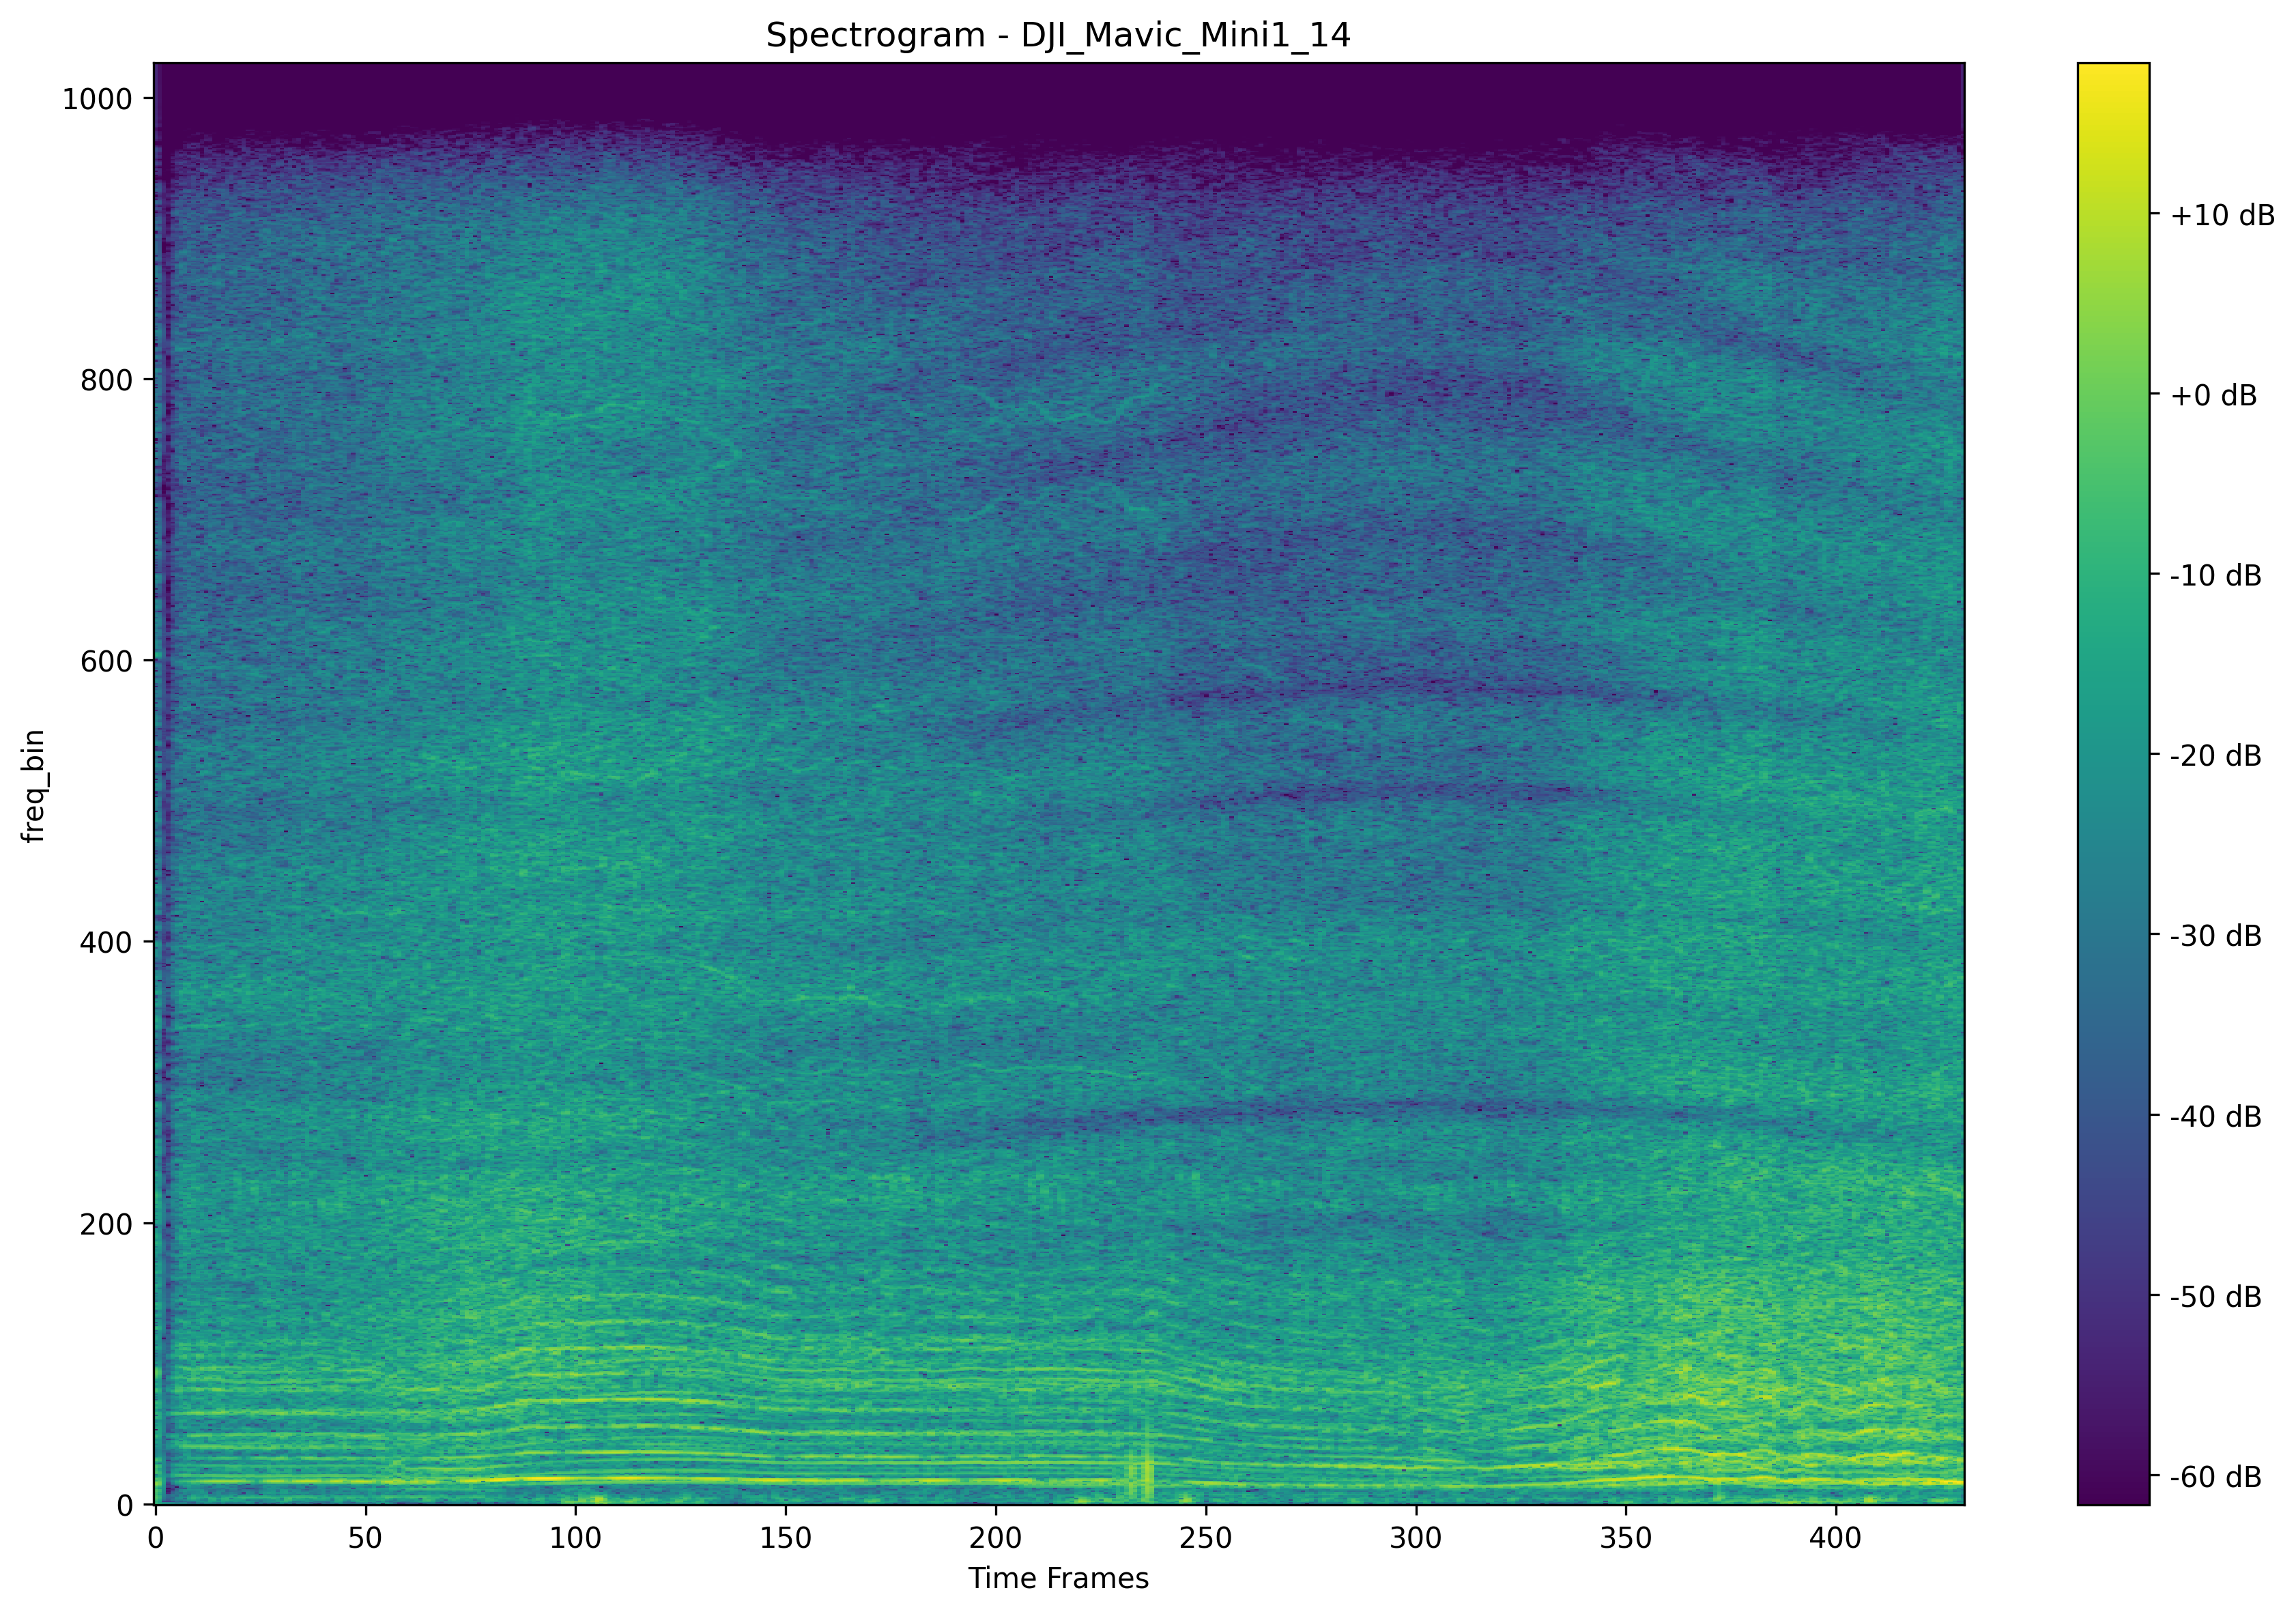 Spectrogram - DJI_Mavic_Mini1_14
1000
800
600
400
200
0
freq_bin
0 50 100 150 200 250 300 350 400
Time Frames
+10 dB
+0 dB
-10 dB
-20 dB
-30 dB
-40 dB
-50 dB
-60 dB